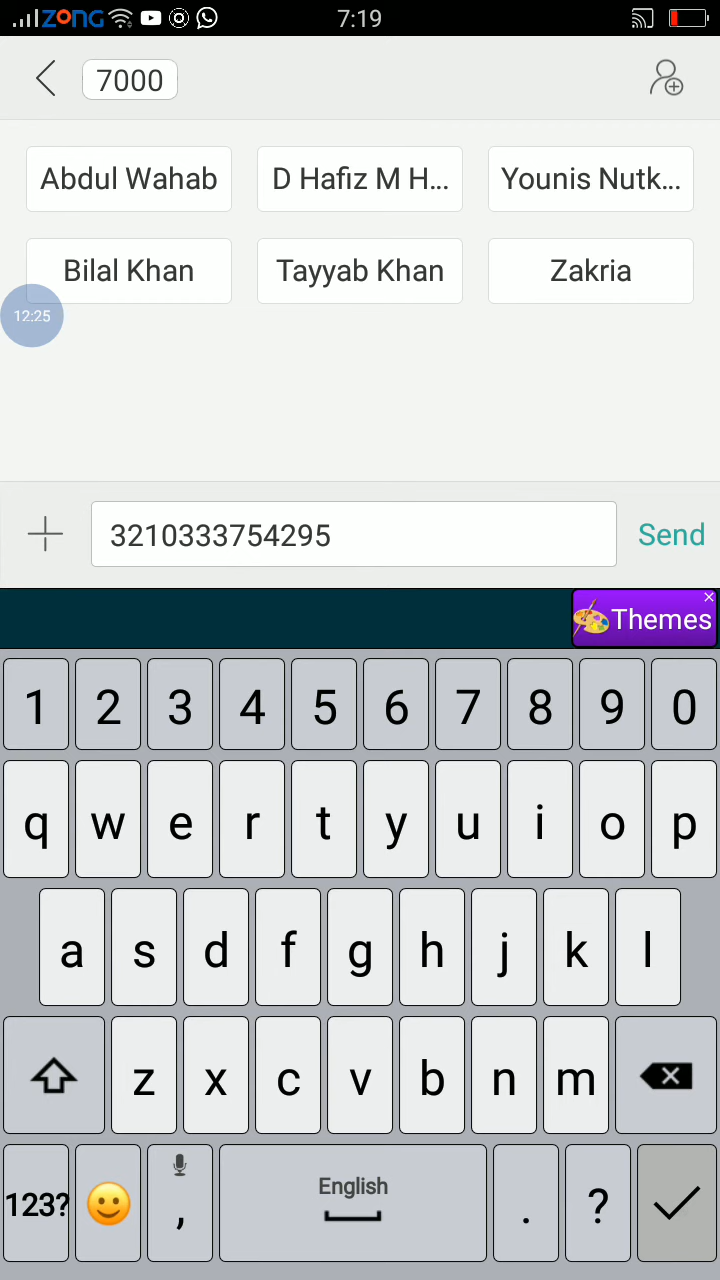 ZONG 7:19
7000
Abdul Wahab D Hafiz M H... Younis Nutk...
Bilal Khan Tayyab Khan Zakria
12:25
3210333754295 Send
Themes
1 2 3 4 5 6 7 8 9 0
q w e r t y u i o p
a s d f g h j k l
z x c v b n m
123? , English . ?